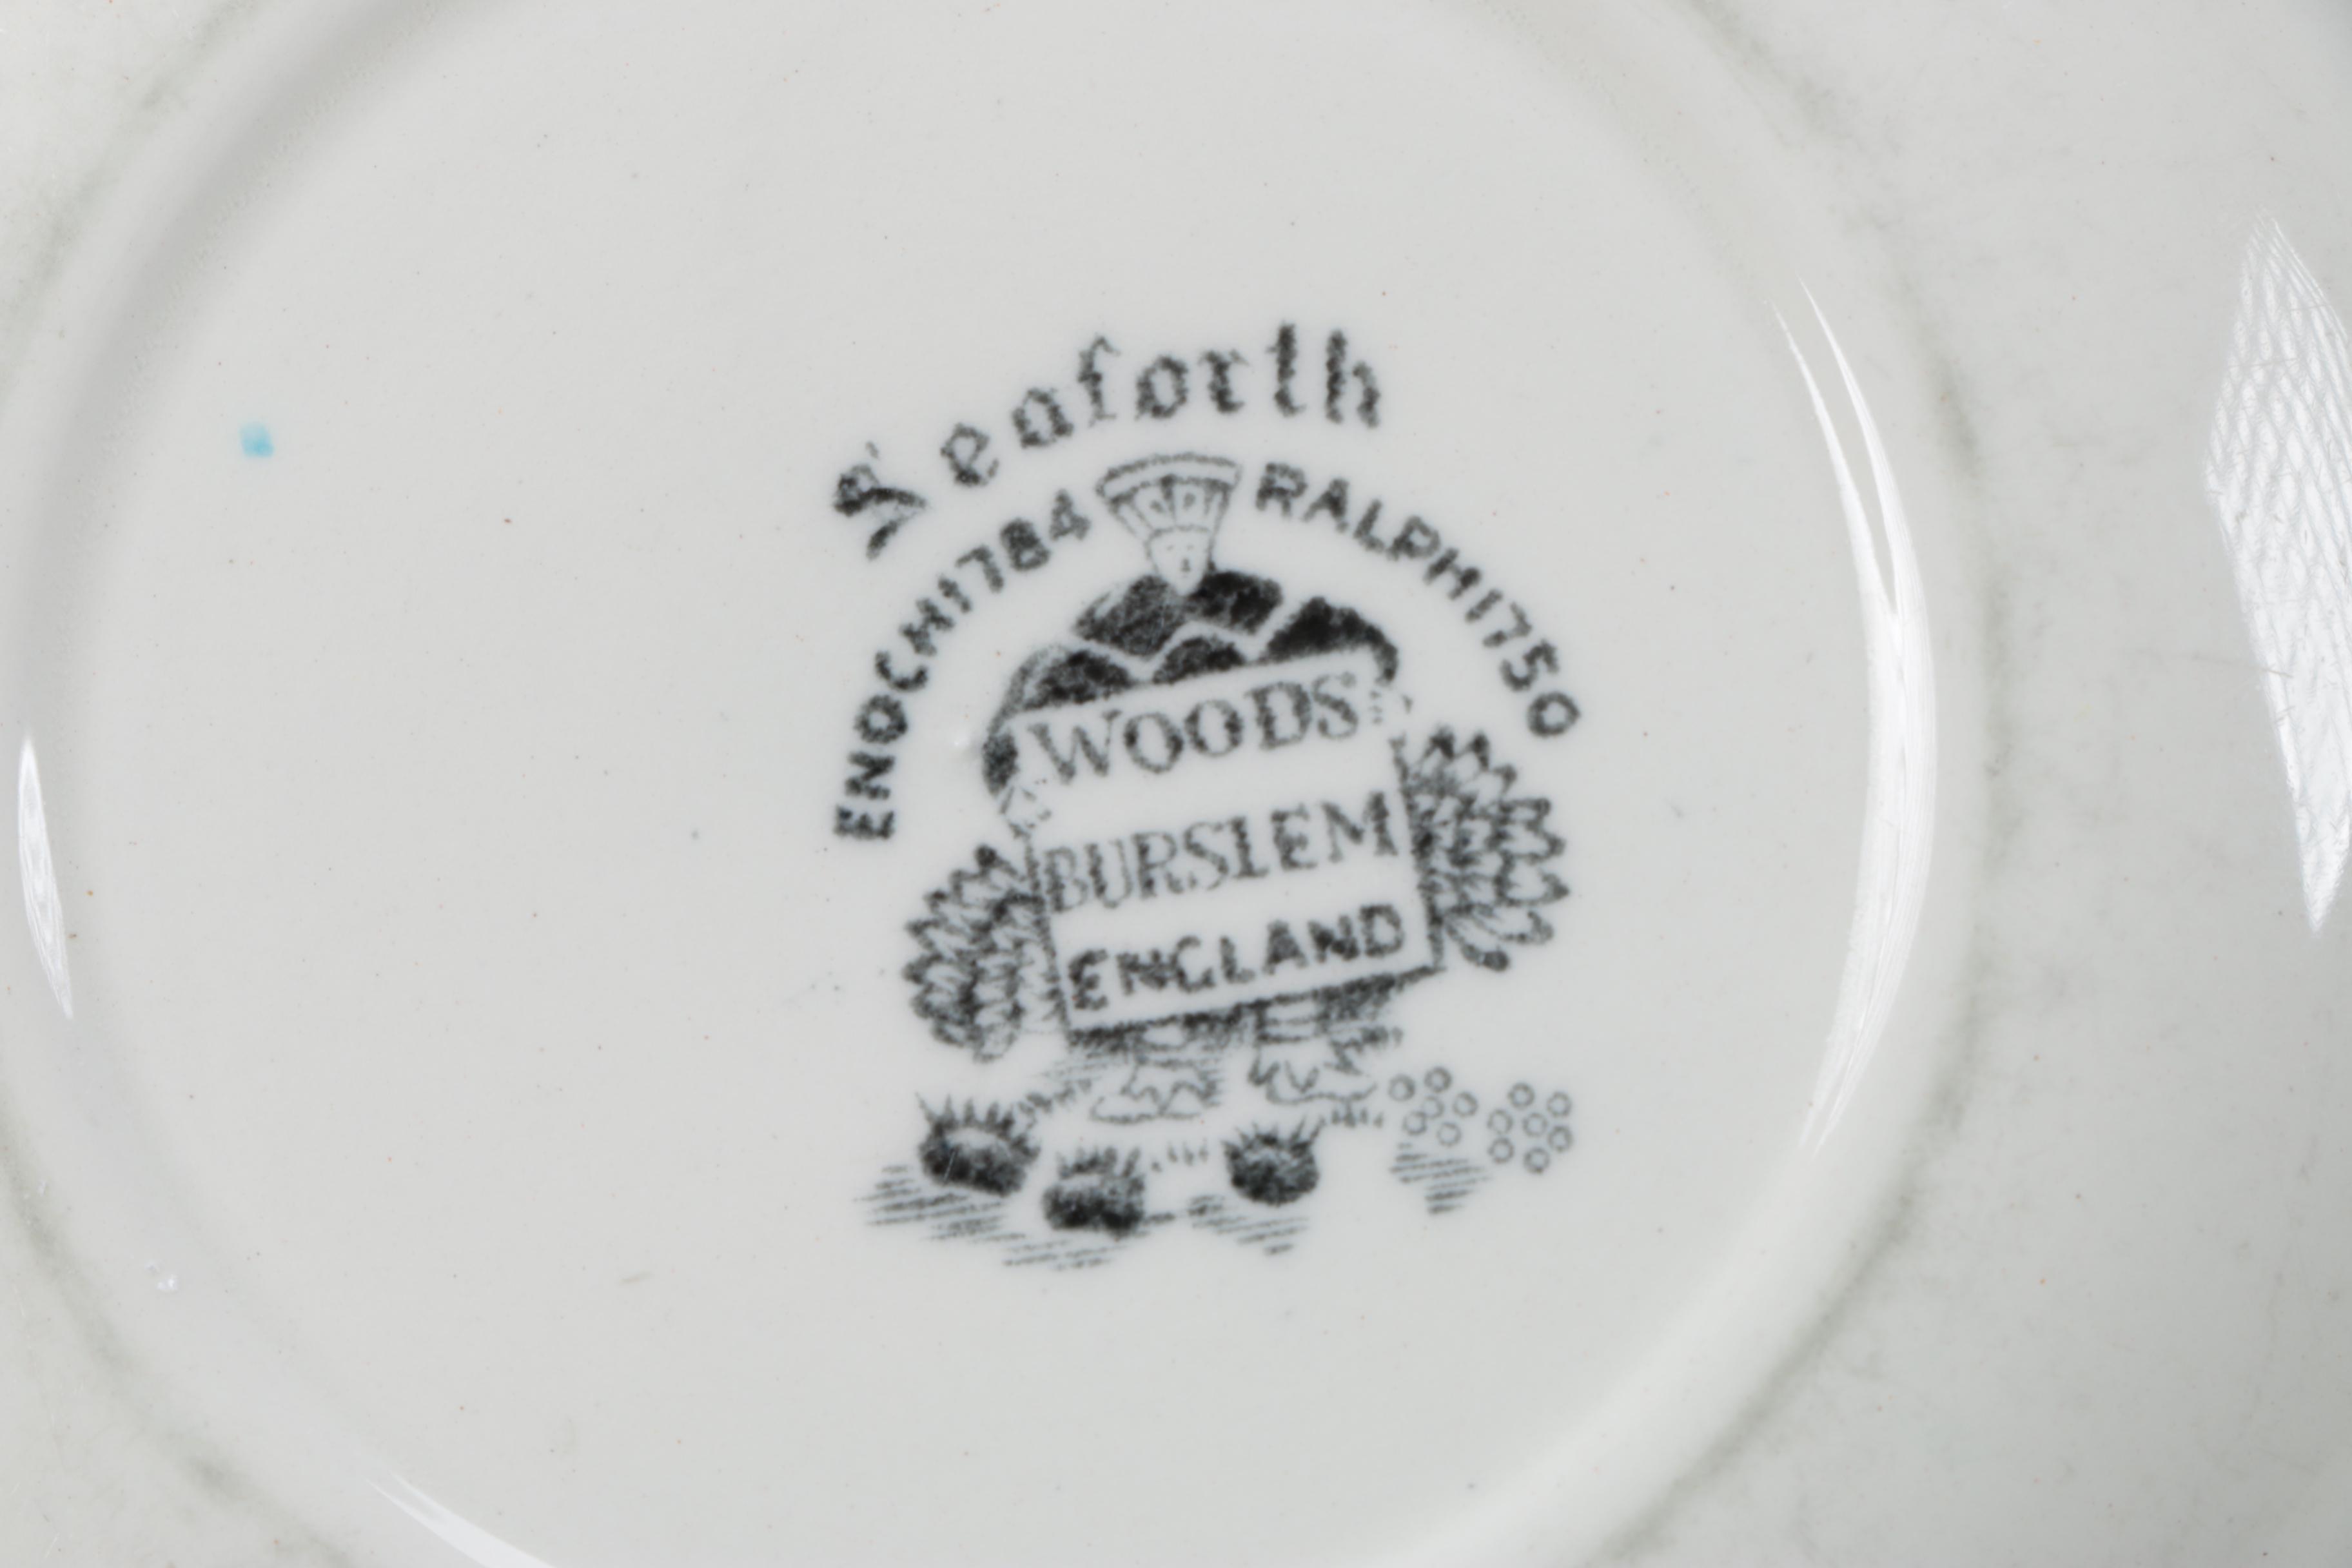 Seaforth
ENOCH 1784 RALPH 1750
WOODS
BURSLEM
ENGLAND